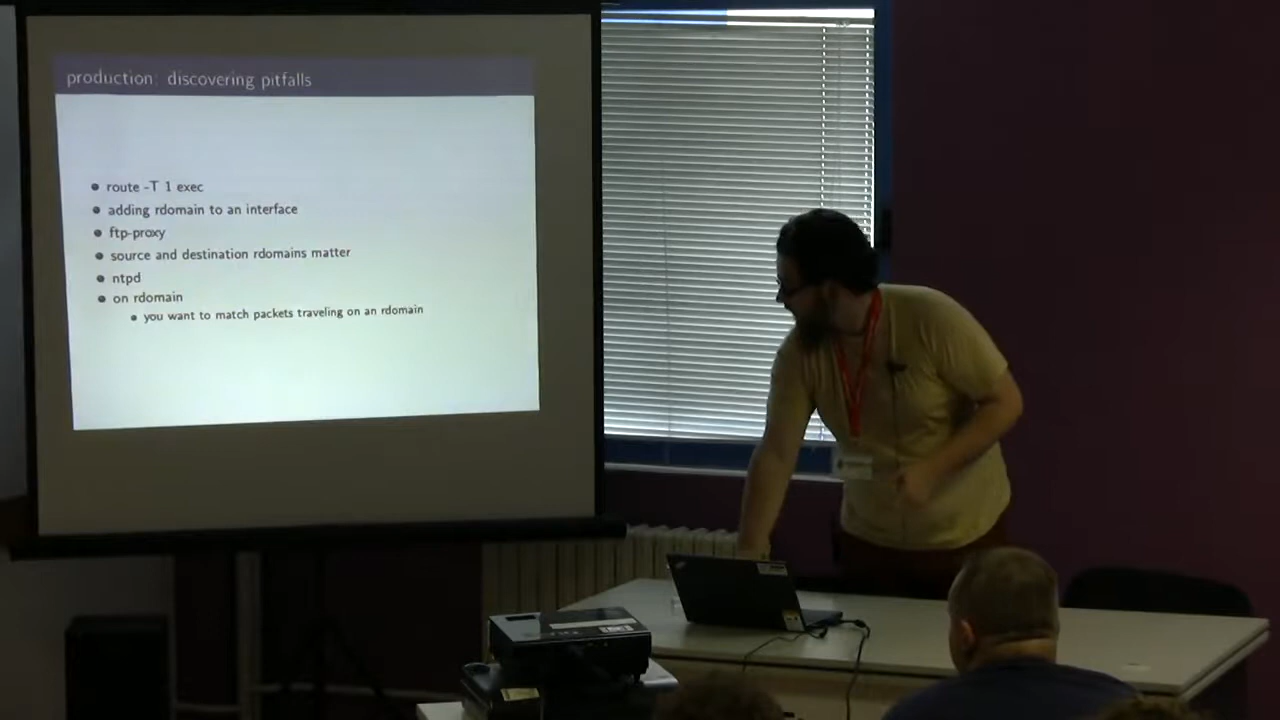 production: discovering pitfalls
route -T 1 exec
adding rdomain to an interface
ftp-proxy
source and destination rdomains matter
ntpd
on rdomain
you want to match packets traveling on an rdomain